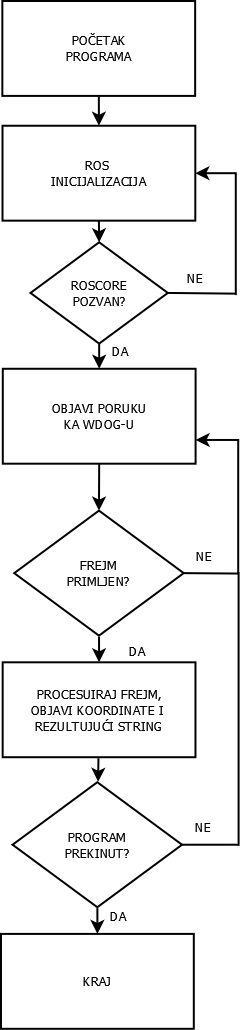 POČETAK
PROGRAMA
ROS
INICIJALIZACIJA
ROSCORE
POZVAN?
NE
DA
OBJAVI PORUKU
KA WDOG-U
FREJM
PRIMLJEN?
NE
DA
PROCESUIRAJ FREJM,
OBJAVI KOORDINATE I
REZULTUJUĆI STRING
PROGRAM
PREKINUT?
NE
DA
KRAJ